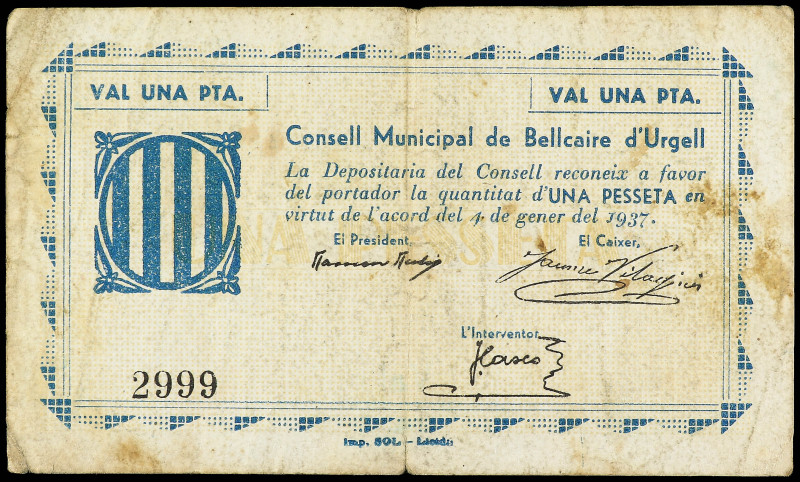 VAL UNA PTA.
VAL UNA PTA.
Consell Municipal de Bellcaire d'Urgell
La Depositaria del Consell reconeix a favor
del portador la quantitat d'UNA PESSETA en
virtut de l'acord del 4 de gener del 1937.
El President,
El Caixer,
Jaume
L'Interventor,
2999
Imp. SOL - Lleida